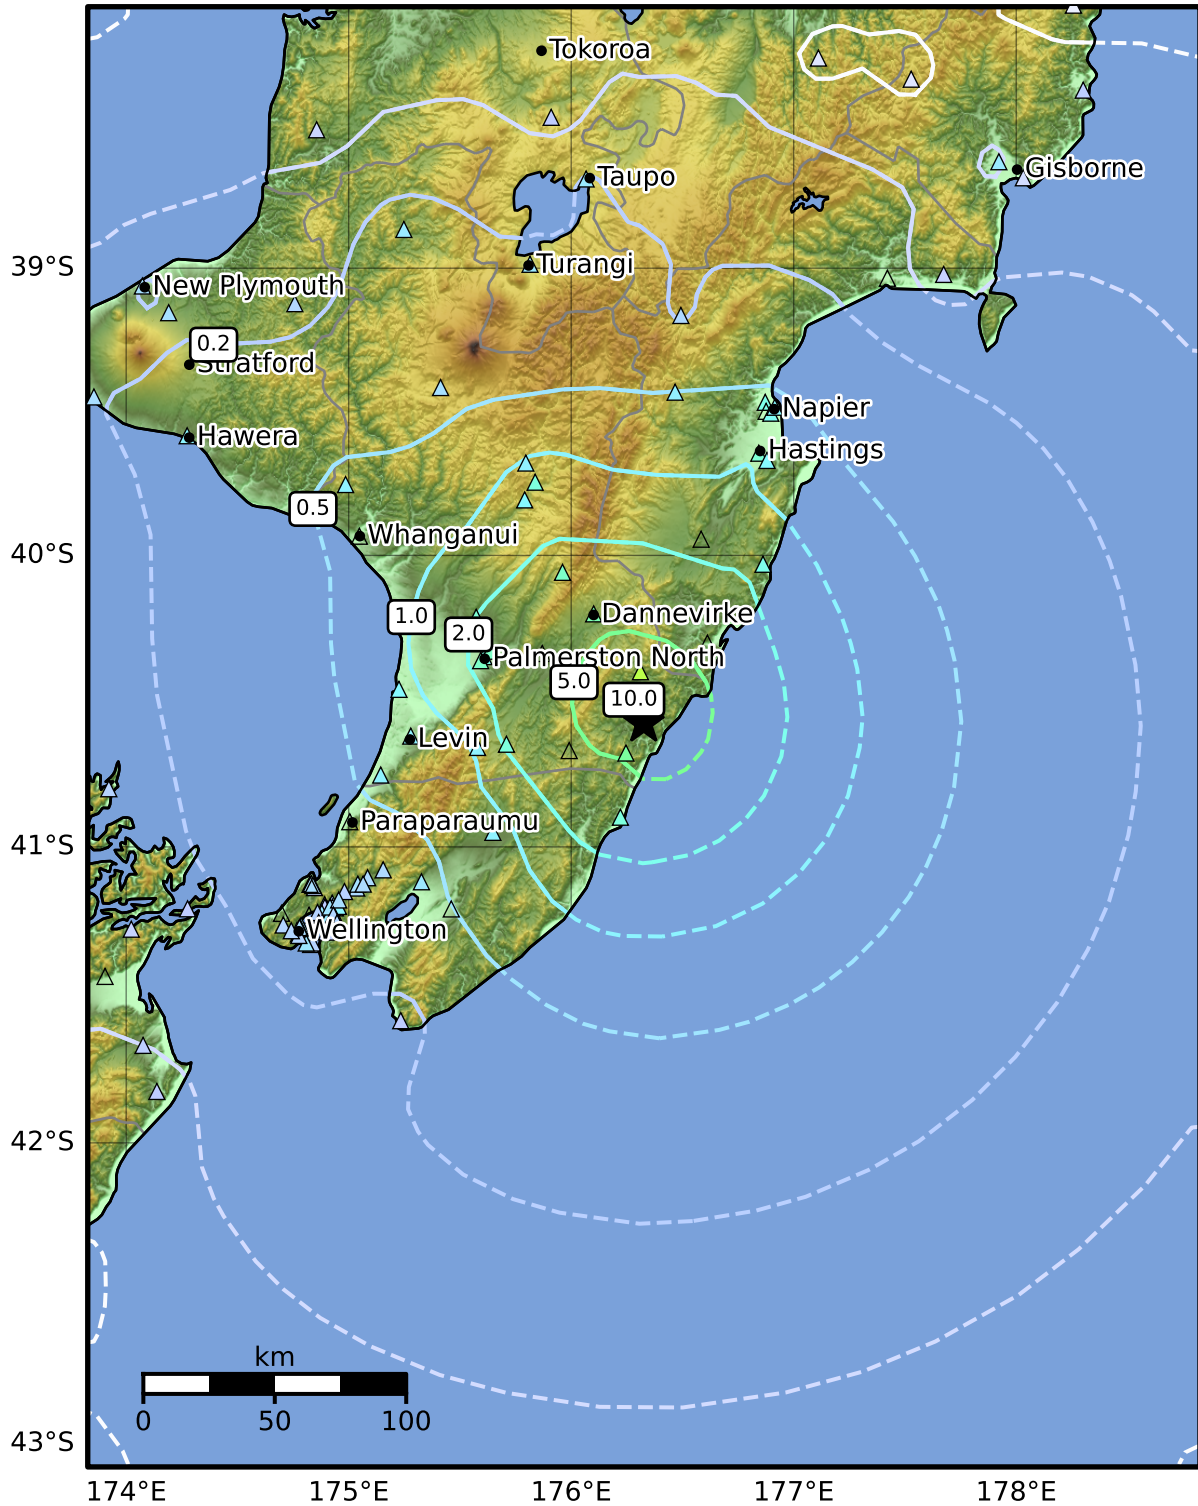 Tokoroa
Gisborne
Taupo
39°S
Turangi
New Plymouth
0.2
Stratford
Napier
Hawera
Hastings
0.5
Whanganui
40°S
1.0
Dannevirke
2.0
Palmerston North
5.0
10.0
Levin
Paraparaumu
41°S
Wellington
42°S
km
0 50 100
43°S
174°E 175°E 176°E 177°E 178°E